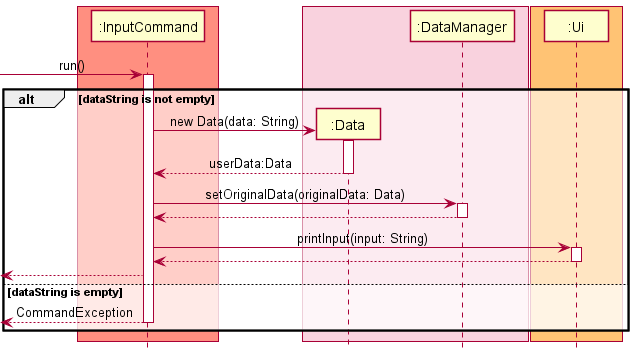 :InputCommand
:DataManager
:Ui
run()
alt
[dataString is not empty]
new Data(data: String)
:Data
userData:Data
setOriginalData(originalData: Data)
printInput(input: String)
[dataString is empty]
CommandException